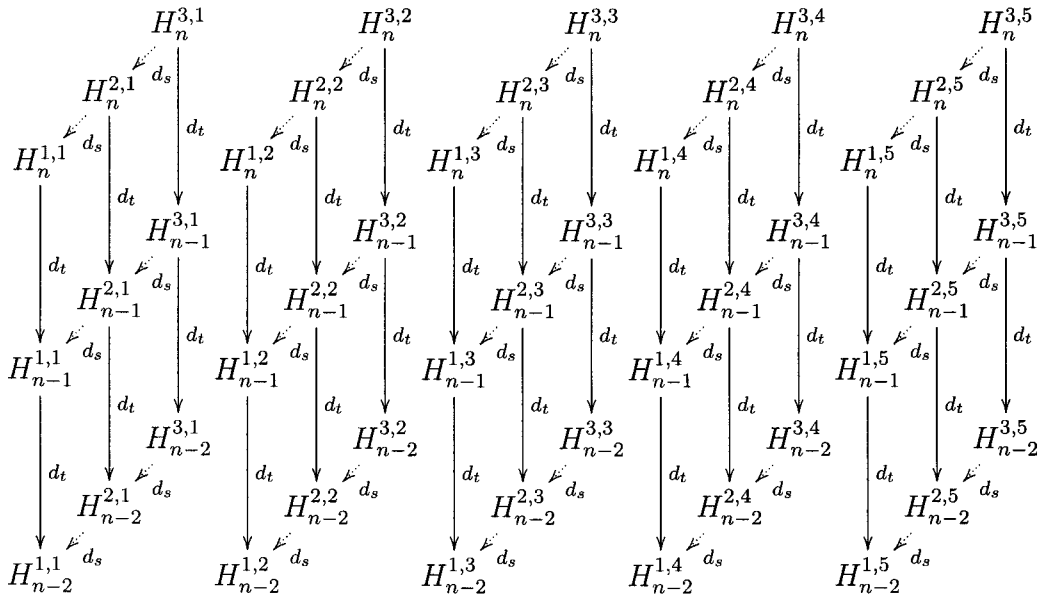 $H_n^{3,1}$ $H_n^{3,2}$ $H_n^{3,3}$ $H_n^{3,4}$ $H_n^{3,5}$
$d_s$ $d_s$ $d_s$ $d_s$ $d_s$
$H_n^{2,1}$ $H_n^{2,2}$ $H_n^{2,3}$ $H_n^{2,4}$ $H_n^{2,5}$
$d_s$ $d_t$ $d_s$ $d_t$ $d_s$ $d_t$ $d_s$ $d_t$ $d_s$ $d_t$
$H_n^{1,1}$ $H_n^{1,2}$ $H_n^{1,3}$ $H_n^{1,4}$ $H_n^{1,5}$
$d_t$ $d_t$ $d_t$ $d_t$ $d_t$
$H_{n-1}^{3,1}$ $H_{n-1}^{3,2}$ $H_{n-1}^{3,3}$ $H_{n-1}^{3,4}$ $H_{n-1}^{3,5}$
$d_t$ $d_s$ $d_t$ $d_s$ $d_t$ $d_s$ $d_t$ $d_s$ $d_t$ $d_s$
$H_{n-1}^{2,1}$ $H_{n-1}^{2,2}$ $H_{n-1}^{2,3}$ $H_{n-1}^{2,4}$ $H_{n-1}^{2,5}$
$d_s$ $d_t$ $d_s$ $d_t$ $d_s$ $d_t$ $d_s$ $d_t$ $d_s$ $d_t$
$H_{n-1}^{1,1}$ $H_{n-1}^{1,2}$ $H_{n-1}^{1,3}$ $H_{n-1}^{1,4}$ $H_{n-1}^{1,5}$
$d_t$ $d_t$ $d_t$ $d_t$ $d_t$
$H_{n-2}^{3,1}$ $H_{n-2}^{3,2}$ $H_{n-2}^{3,3}$ $H_{n-2}^{3,4}$ $H_{n-2}^{3,5}$
$d_t$ $d_s$ $d_t$ $d_s$ $d_t$ $d_s$ $d_t$ $d_s$ $d_t$ $d_s$
$H_{n-2}^{2,1}$ $H_{n-2}^{2,2}$ $H_{n-2}^{2,3}$ $H_{n-2}^{2,4}$ $H_{n-2}^{2,5}$
$d_s$ $d_s$ $d_s$ $d_s$ $d_s$
$H_{n-2}^{1,1}$ $H_{n-2}^{1,2}$ $H_{n-2}^{1,3}$ $H_{n-2}^{1,4}$ $H_{n-2}^{1,5}$